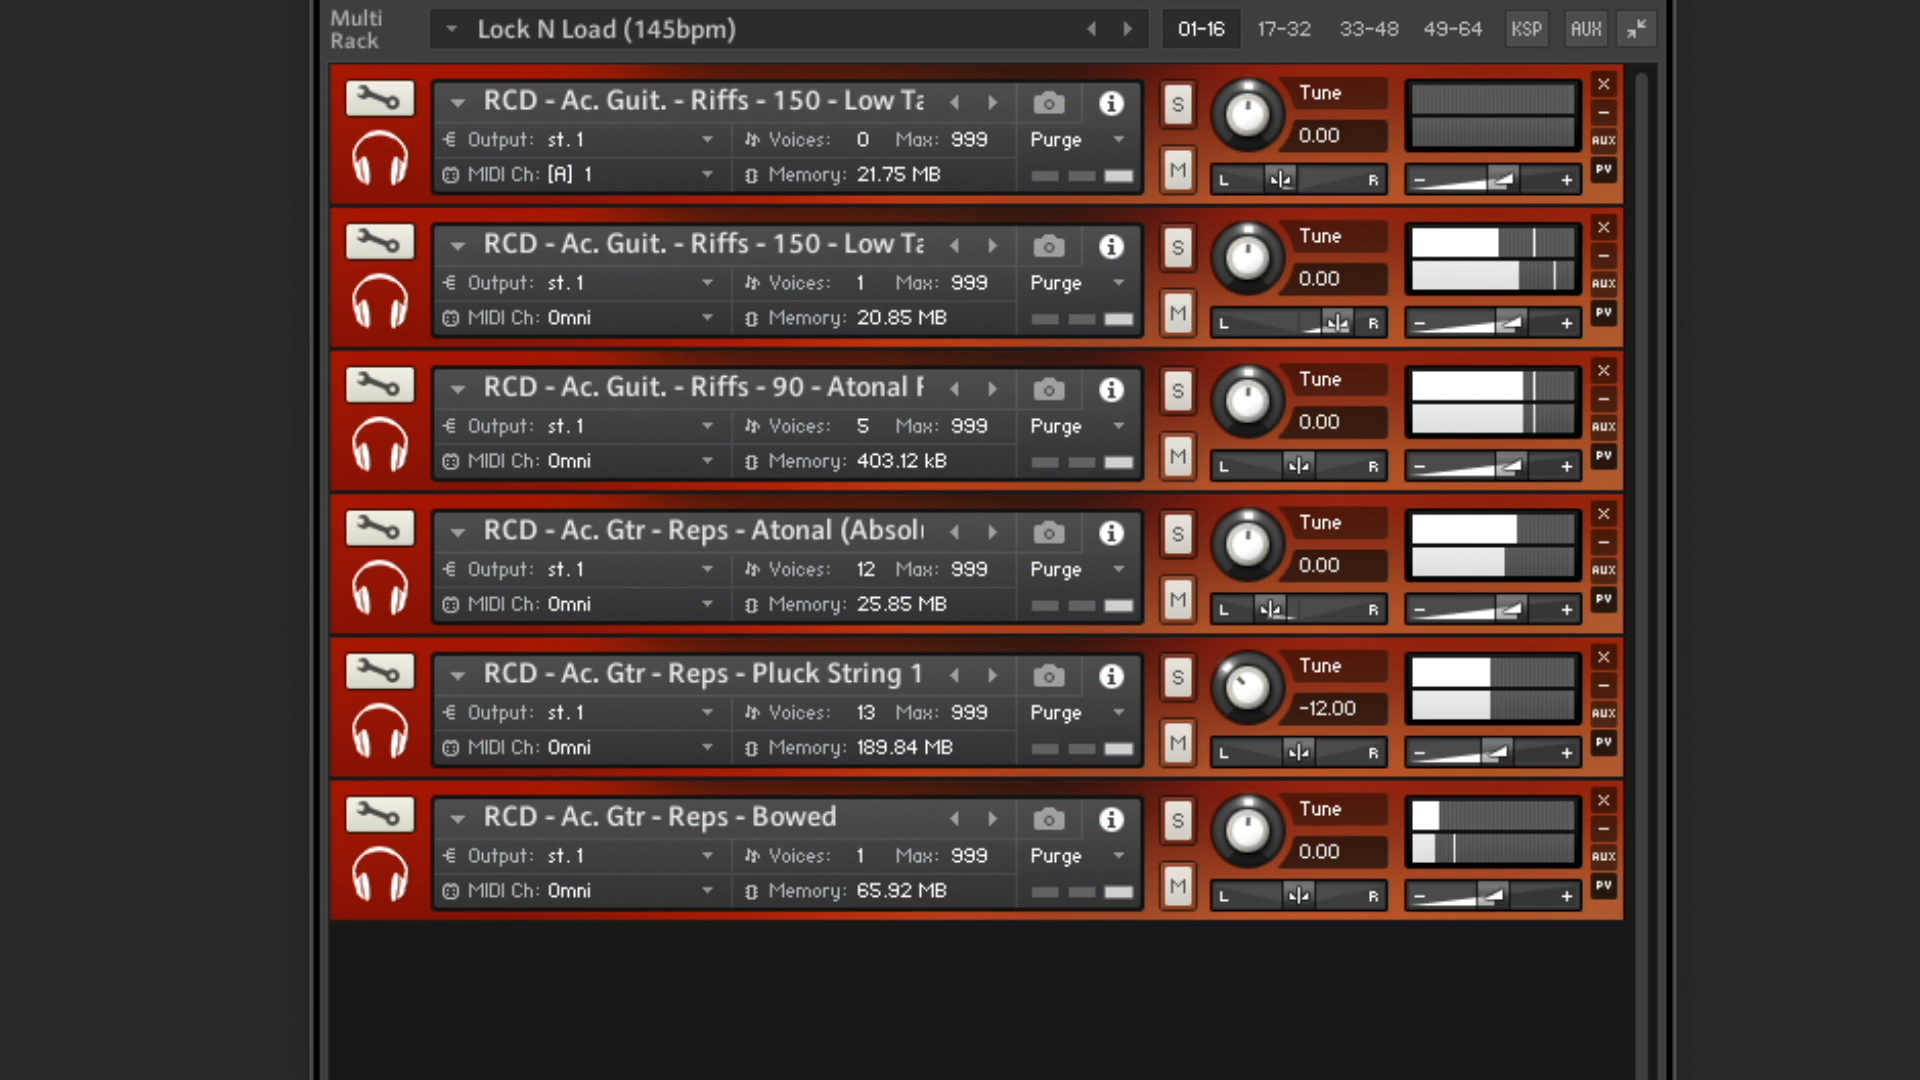 Multi Rack
Lock N Load (145bpm)
01-16 17-32 33-48 49-64 KSP AUX
RCD - Ac. Guit. - Riffs - 150 - Low
Tune
S
Output: st.1 Voices: 0 Max: 999 Purge
0.00
AUX
MIDI Ch: [A] 1 Memory: 21.75 MB
M
L R
- +
PV
RCD - Ac. Guit. - Riffs - 150 - Low
Tune
S
Output: st.1 Voices: 1 Max: 999 Purge
0.00
AUX
MIDI Ch: Omni Memory: 20.85 MB
M
L R
- +
PV
RCD - Ac. Guit. - Riffs - 90 - Atonal
Tune
S
Output: st.1 Voices: 5 Max: 999 Purge
0.00
AUX
MIDI Ch: Omni Memory: 403.12 kB
M
L R
- +
PV
RCD - Ac. Gtr - Reps - Atonal
Tune
S
Output: st.1 Voices: 12 Max: 999 Purge
0.00
AUX
MIDI Ch: Omni Memory: 25.85 MB
M
L R
- +
PV
RCD - Ac. Gtr - Reps - Pluck String 1
Tune
S
Output: st.1 Voices: 13 Max: 999 Purge
-12.00
AUX
MIDI Ch: Omni Memory: 189.84 MB
M
L R
- +
PV
RCD - Ac. Gtr - Reps - Bowed
Tune
S
Output: st.1 Voices: 1 Max: 999 Purge
0.00
AUX
MIDI Ch: Omni Memory: 65.92 MB
M
L R
- +
PV